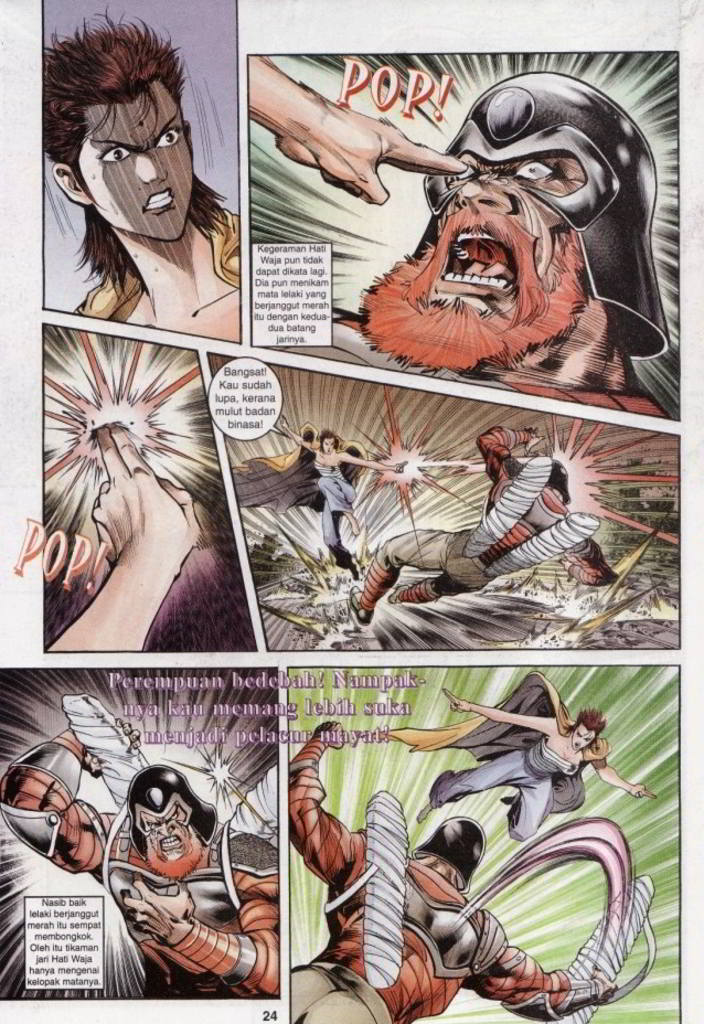 POP!
Kegeraman Hati
Waja pun tidak
dapat dikata lagi.
Dia pun menikam
mata lelaki yang
berjanggut merah
itu dengan kedua-
dua batang
jarinya.
POP!
Bangsat!
Kau sudah
lupa, kerana
mulut badan
binasa!
Perempuan bedebah! Nampak-
nya kau memang lebih suka
menjadi pelacur maya!!
Nasib baik
lelaki berjanggut
merah itu sempat
membongkok.
Oleh itu tikaman
jari Hati Waja
hanya mengenai
kelopak matanya.
24